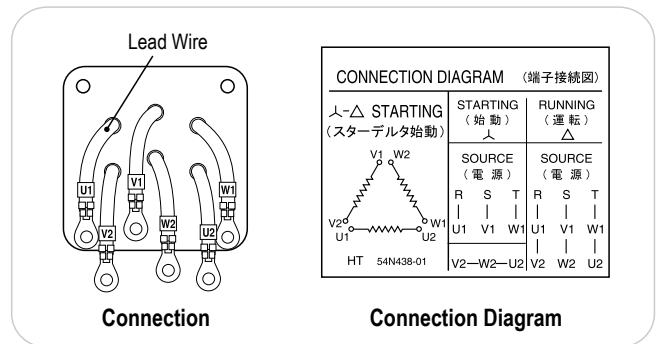 Lead Wire
U1
V1
W1
V2
W2
U2
Connection
CONNECTION DIAGRAM (端子接続図)
人-△ STARTING
(スターデルタ始動)
V1 W2
V2 W1
U1 U2
HT 54N438-01
STARTING
(始動)
人
RUNNING
(運転)
△
SOURCE
(電源)
R S T
U1 V1 W1
V2—W2—U2
SOURCE
(電源)
R S T
U1 V1 W1
V2 W2 U2
Connection Diagram